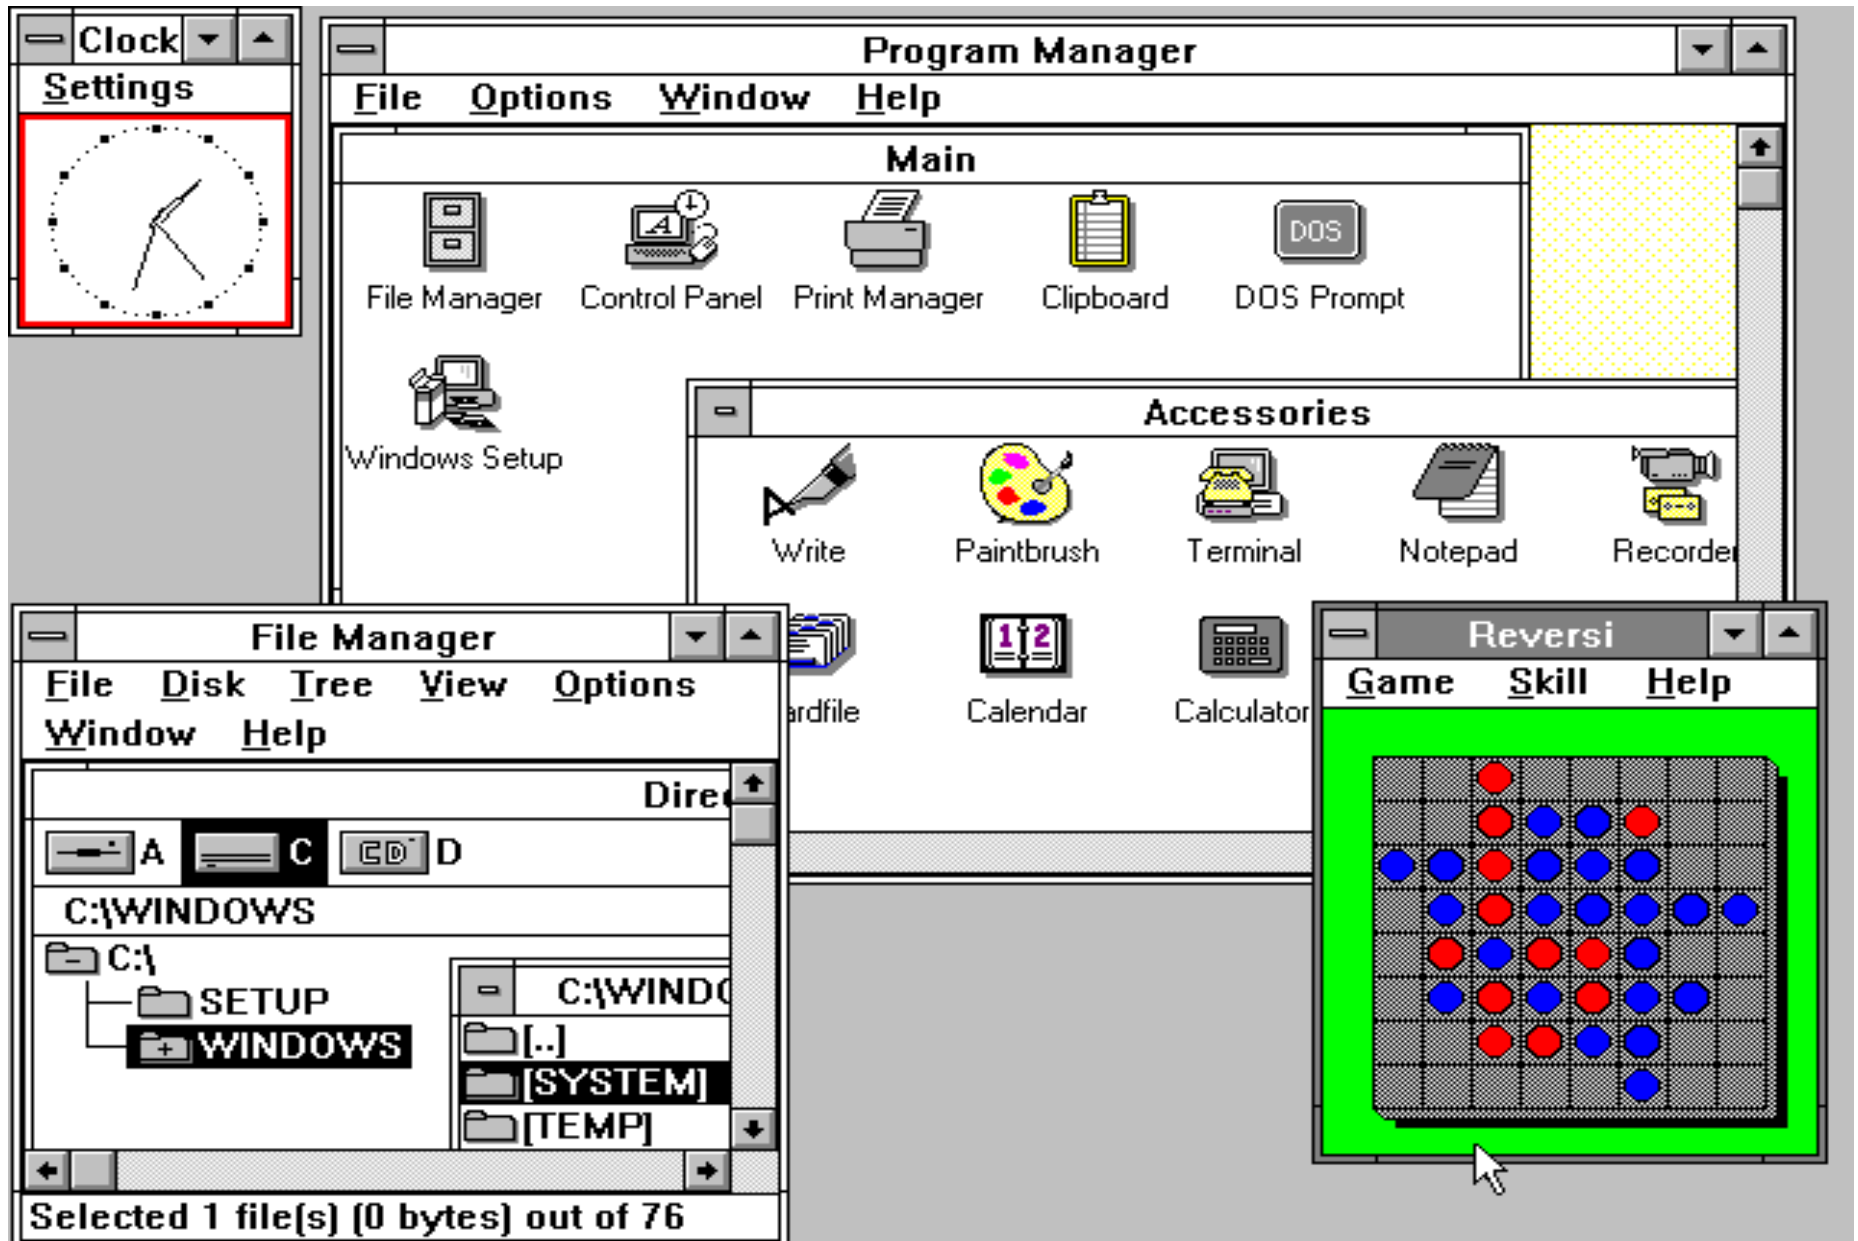 Clock
Settings
Program Manager
File Options Window Help
Main
File Manager Control Panel Print Manager Clipboard DOS Prompt
DOS
Windows Setup
Accessories
Write Paintbrush Terminal Notepad Recorder
ardfile Calendar Calculator
1 2
File Manager
File Disk Tree View Options
Window Help
Direc
A C CD D
C:\WINDOWS
C:\
SETUP
WINDOWS
C:\WINDO
[..]
[SYSTEM]
[TEMP]
Selected 1 file(s) (0 bytes) out of 76
Reversi
Game Skill Help